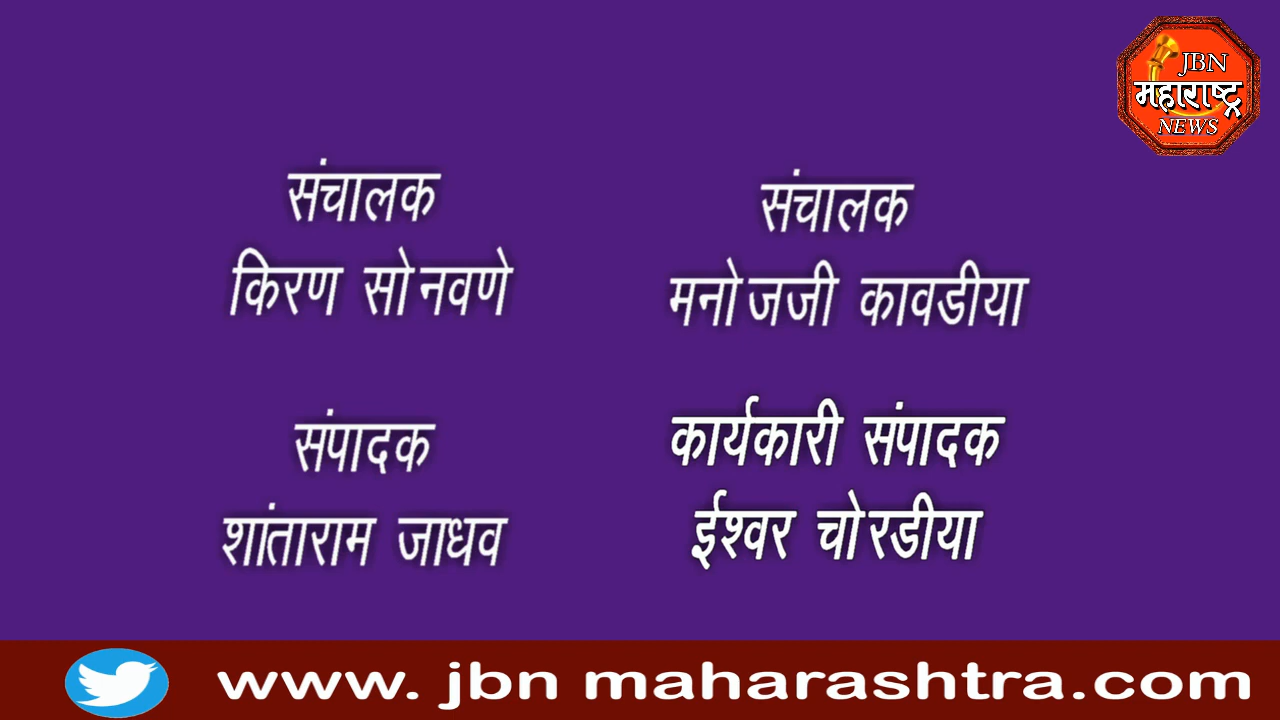 JBN
महाराष्ट्र
NEWS
संचालक
किरण सोनवणे
संचालक
मनोजजी कावडीया
संपादक
शांताराम जाधव
कार्यकारी संपादक
ईश्वर चोरडीया
www. jbn maharashtra.com